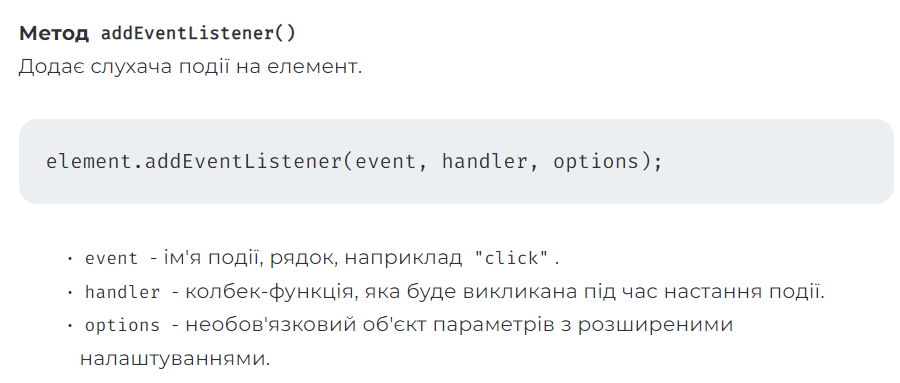 Метод addEventListener()
Додає слухача події на елемент.
element.addEventListener(event, handler, options);
• event - ім'я події, рядок, наприклад "click".
• handler - колбек-функція, яка буде викликана під час настання події.
• options - необов'язковий об'єкт параметрів з розширеними
налаштуваннями.